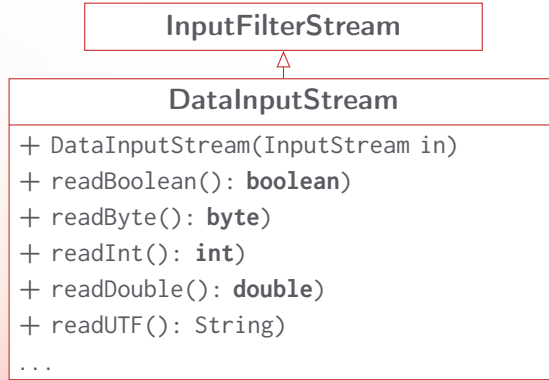 InputFilterStream
DataInputStream
+ DataInputStream(InputStream in)
+ readBoolean(): boolean)
+ readByte(): byte)
+ readInt(): int)
+ readDouble(): double)
+ readUTF(): String)
...